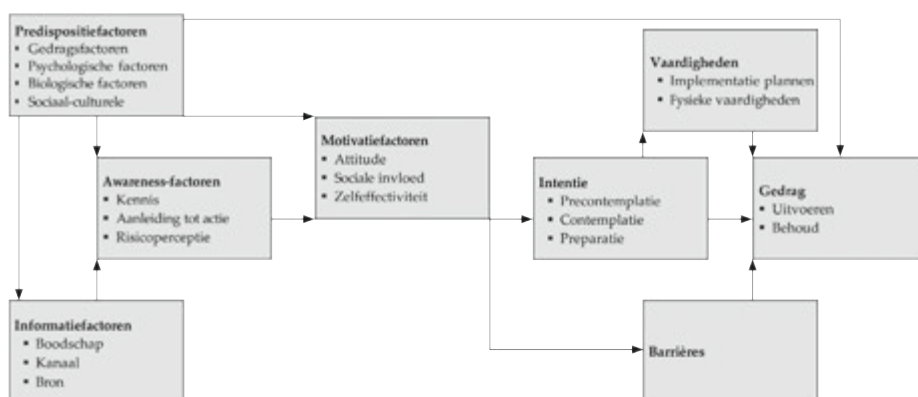 Predispositiefactoren
▪ Gedragsfactoren
▪ Psychologische factoren
▪ Biologische factoren
▪ Sociaal-culturele
Awareness-factoren
▪ Kennis
▪ Aanleiding tot actie
▪ Risicoperceptie
Informatiefactoren
▪ Boodschap
▪ Kanaal
▪ Bron
Motivatiefactoren
▪ Attitude
▪ Sociale invloed
▪ Zelfeffectiviteit
Intentie
▪ Precontemplatie
▪ Contemplatie
▪ Preparatie
Vaardigheden
▪ Implementatie plannen
▪ Fysieke vaardigheden
Gedrag
▪ Uitvoeren
▪ Behoud
Barrières